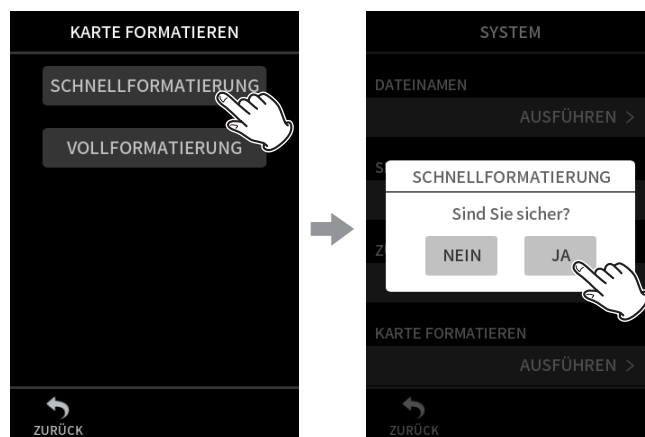 KARTE FORMATIEREN
SCHNELLFORMATIERUNG
VOLLFORMATIERUNG
ZURÜCK
SYSTEM
DATEINAMEN
AUSFÜHREN >
SCHNELLFORMATIERUNG
Sind Sie sicher?
NEIN
JA
KARTE FORMATIEREN
AUSFÜHREN >
ZURÜCK